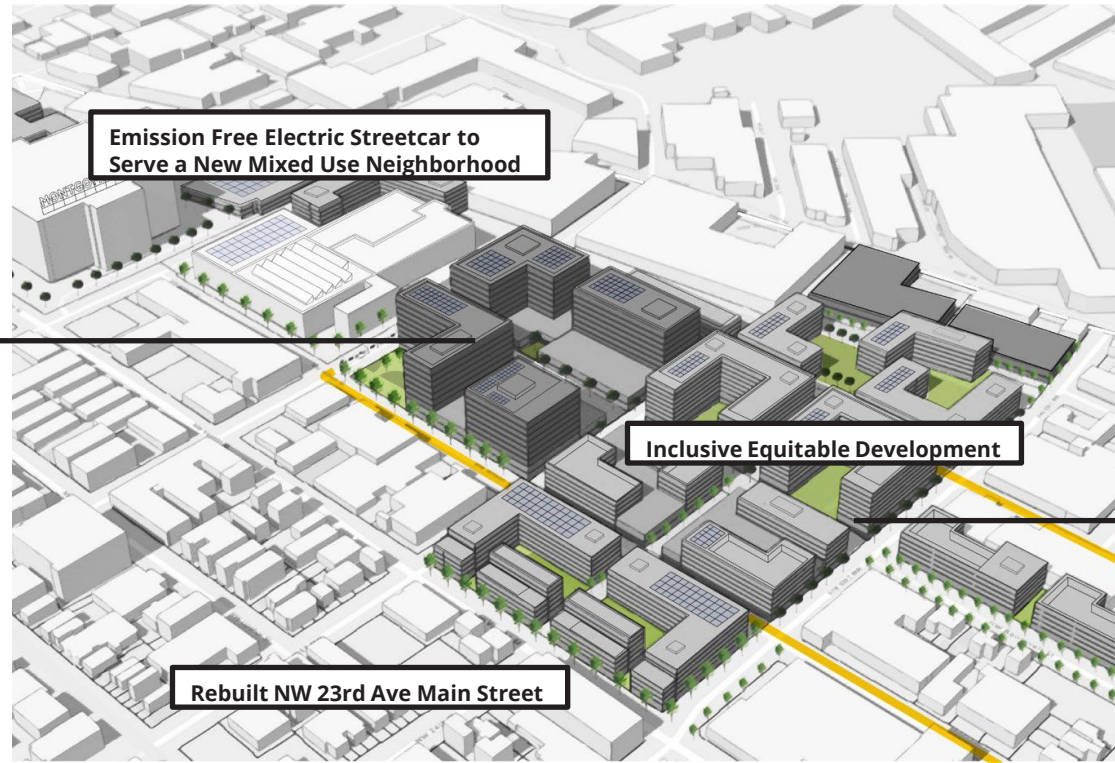 Emission Free Electric Streetcar to
Serve a New Mixed Use Neighborhood
Inclusive Equitable Development
Rebuilt NW 23rd Ave Main Street